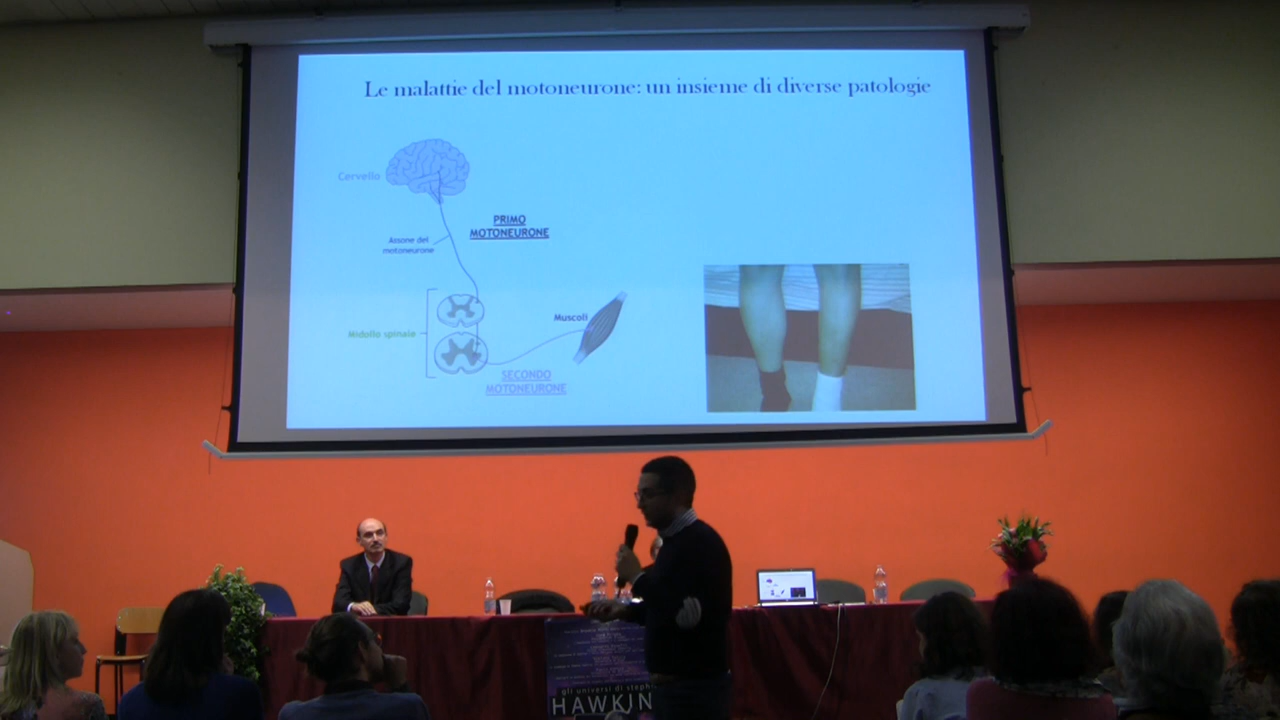 Le malattie del motoneurone: un insieme di diverse patologie
Cervello
PRIMO
MOTONEURONE
Assone del
motoneurone
Midollo spinale
Muscoli
SECONDO
MOTONEURONE
gli universi di steph
HAWKIN